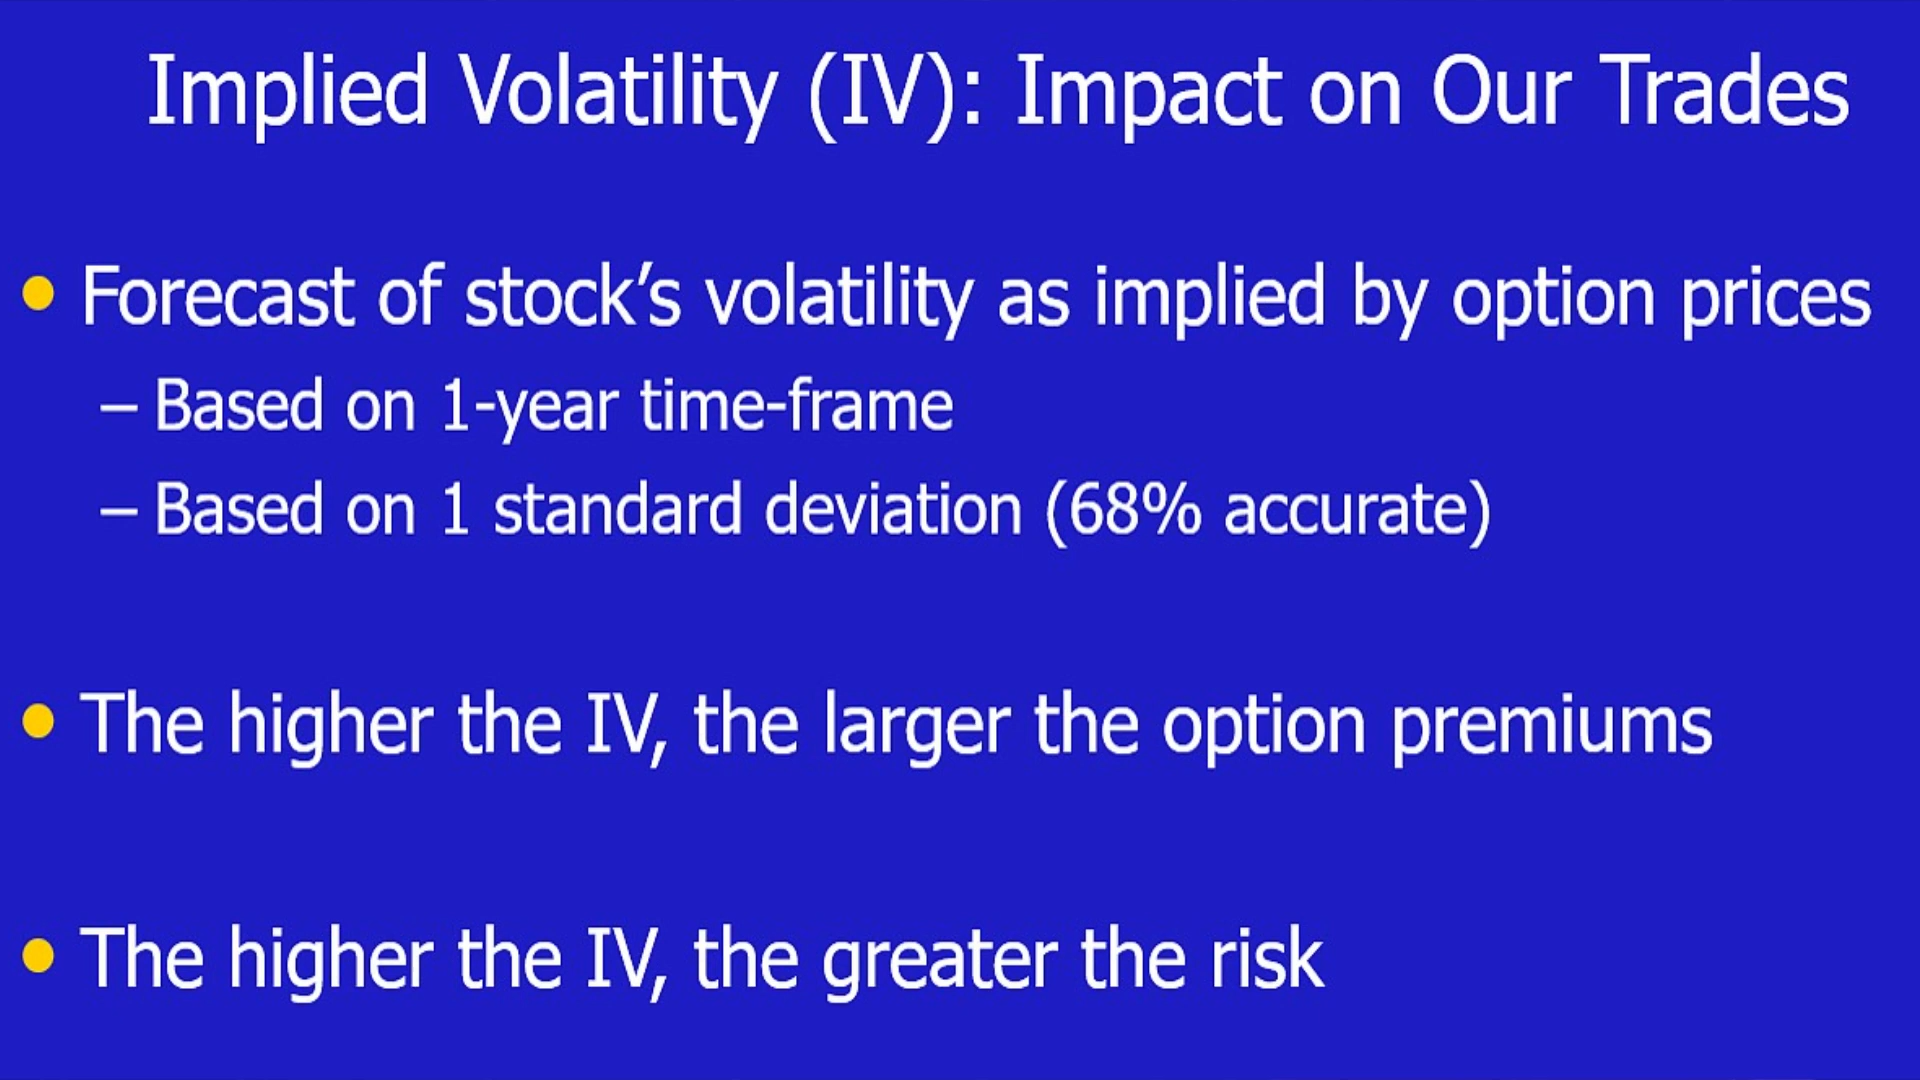 Implied Volatility (IV): Impact on Our Trades
• Forecast of stock’s volatility as implied by option prices
– Based on 1-year time-frame
– Based on 1 standard deviation (68% accurate)
• The higher the IV, the larger the option premiums
• The higher the IV, the greater the risk